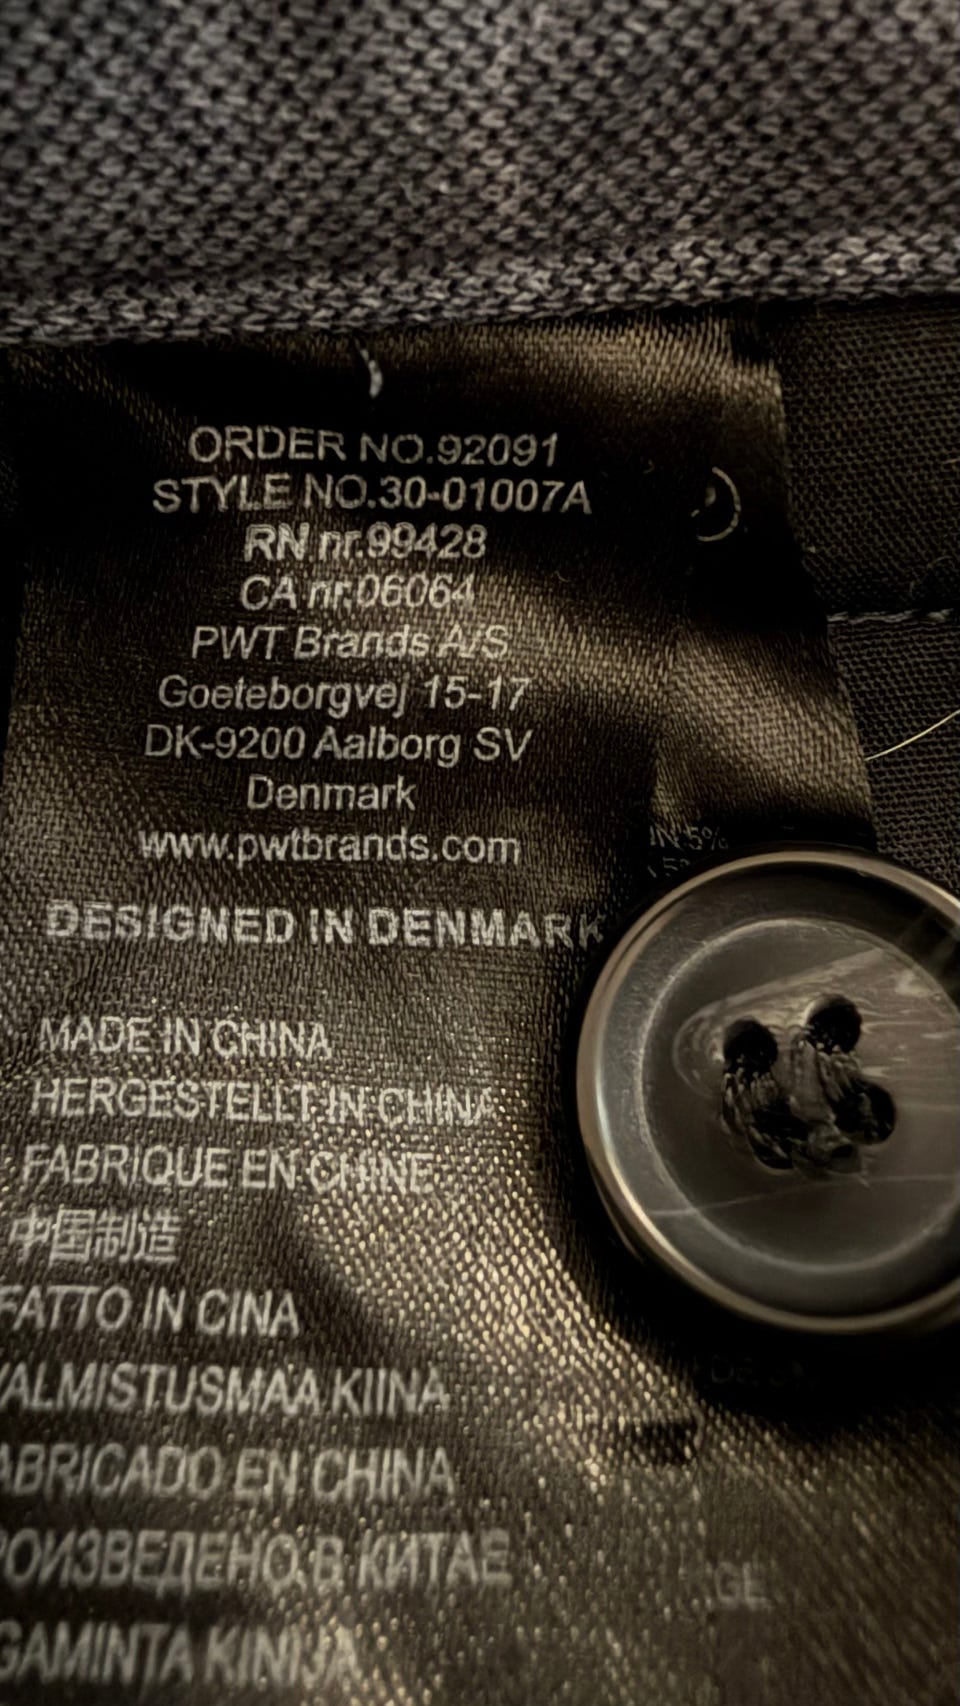 ORDER NO.92091
STYLE NO.30-01007A
RN nr.99428
CA nr.06064
PWT Brands A/S
Goeteborgvej 15-17
DK-9200 Aalborg SV
Denmark
www.pwtbrands.com
IN 5%
DESIGNED IN DENMARK
MADE IN CHINA
HERGESTELLT IN CHINA
FABRIQUE EN CHINE
中国制造
FATTO IN CINA
VALMISTUSMAA KIINA
ABRICADO EN CHINA
РОИЗВЕДЕНО В КИТАЕ
GAMINTA KINIJA